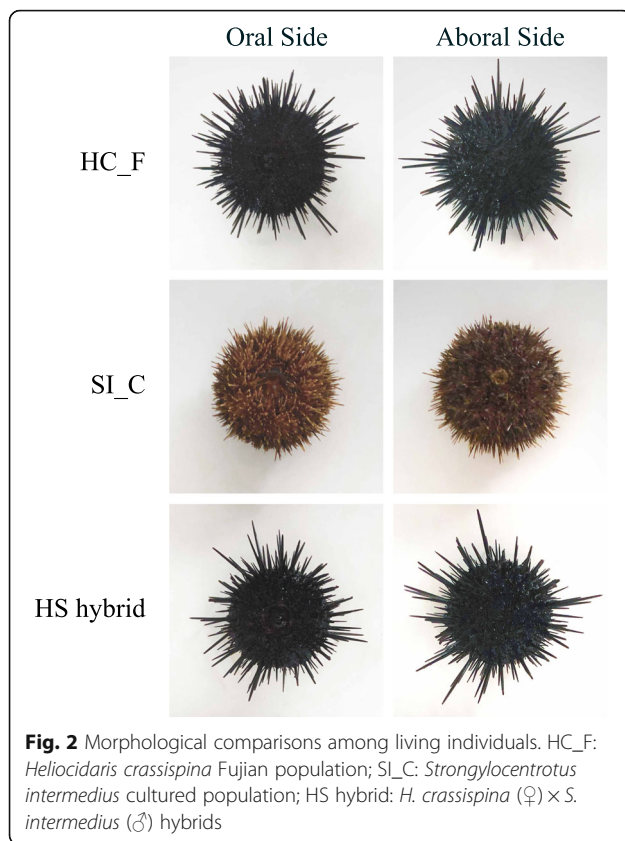 Oral Side Aboral Side
HC_F
SI_C
HS hybrid
Fig. 2 Morphological comparisons among living individuals. HC_F:
Heliocidaris crassispina Fujian population; SI_C: Strongylocentrotus
intermedius cultured population; HS hybrid: H. crassispina (♀) × S.
intermedius (♂) hybrids